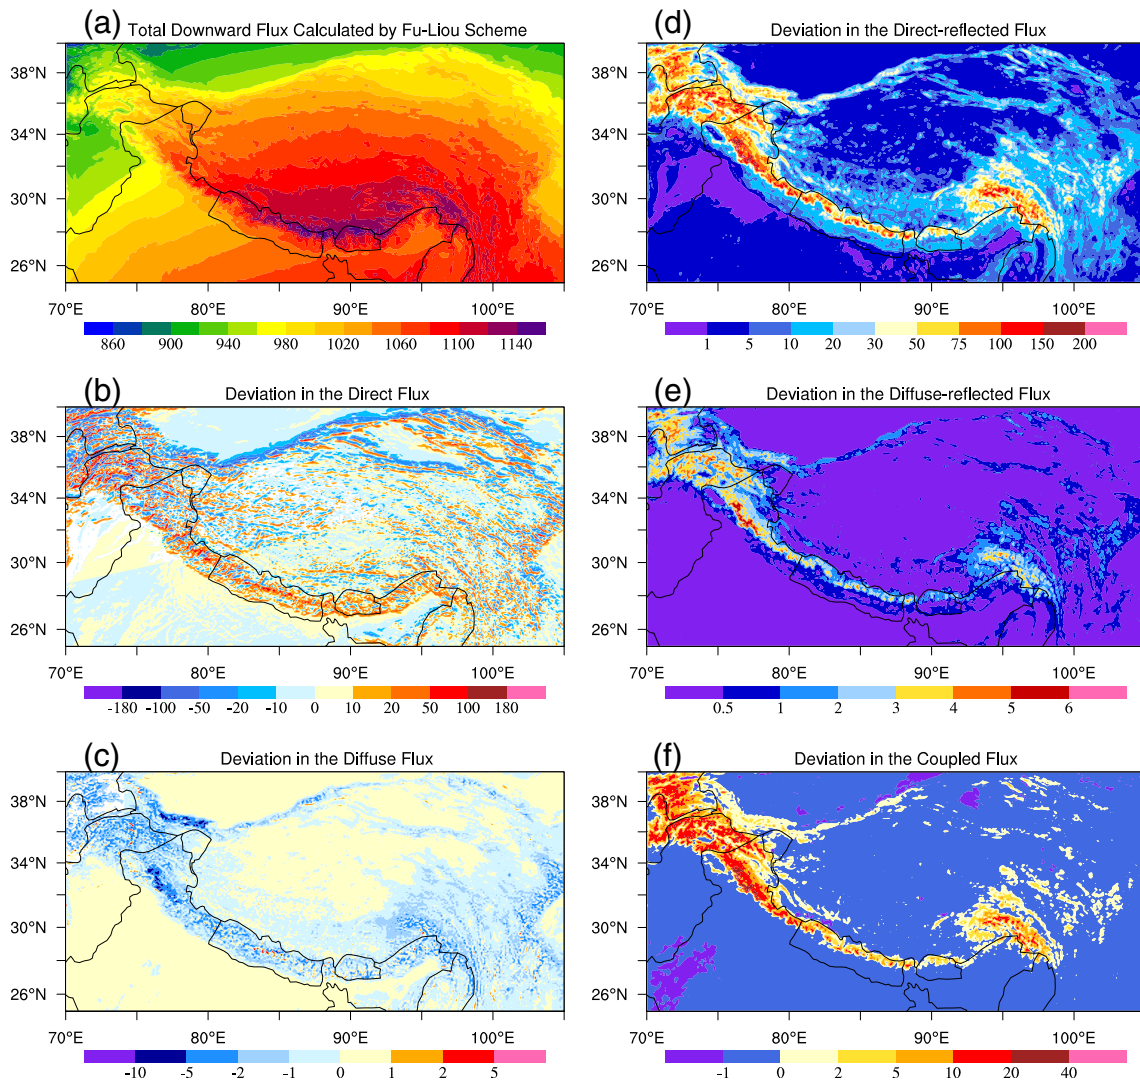 (a)
Total Downward Flux Calculated by Fu-Liou Scheme
38°N
34°N
30°N
26°N
70°E 80°E 90°E 100°E
860 900 940 980 1020 1060 1100 1140
(b)
Deviation in the Direct Flux
38°N
34°N
30°N
26°N
70°E 80°E 90°E 100°E
-180 -100 -50 -20 -10 0 10 20 50 100 180
(c)
Deviation in the Diffuse Flux
38°N
34°N
30°N
26°N
70°E 80°E 90°E 100°E
-10 -5 -2 -1 0 1 2 5
(d)
Deviation in the Direct-reflected Flux
38°N
34°N
30°N
26°N
70°E 80°E 90°E 100°E
1 5 10 20 30 50 75 100 150 200
(e)
Deviation in the Diffuse-reflected Flux
38°N
34°N
30°N
26°N
70°E 80°E 90°E 100°E
0.5 1 2 3 4 5 6
(f)
Deviation in the Coupled Flux
38°N
34°N
30°N
26°N
70°E 80°E 90°E 100°E
-1 0 2 5 10 20 40